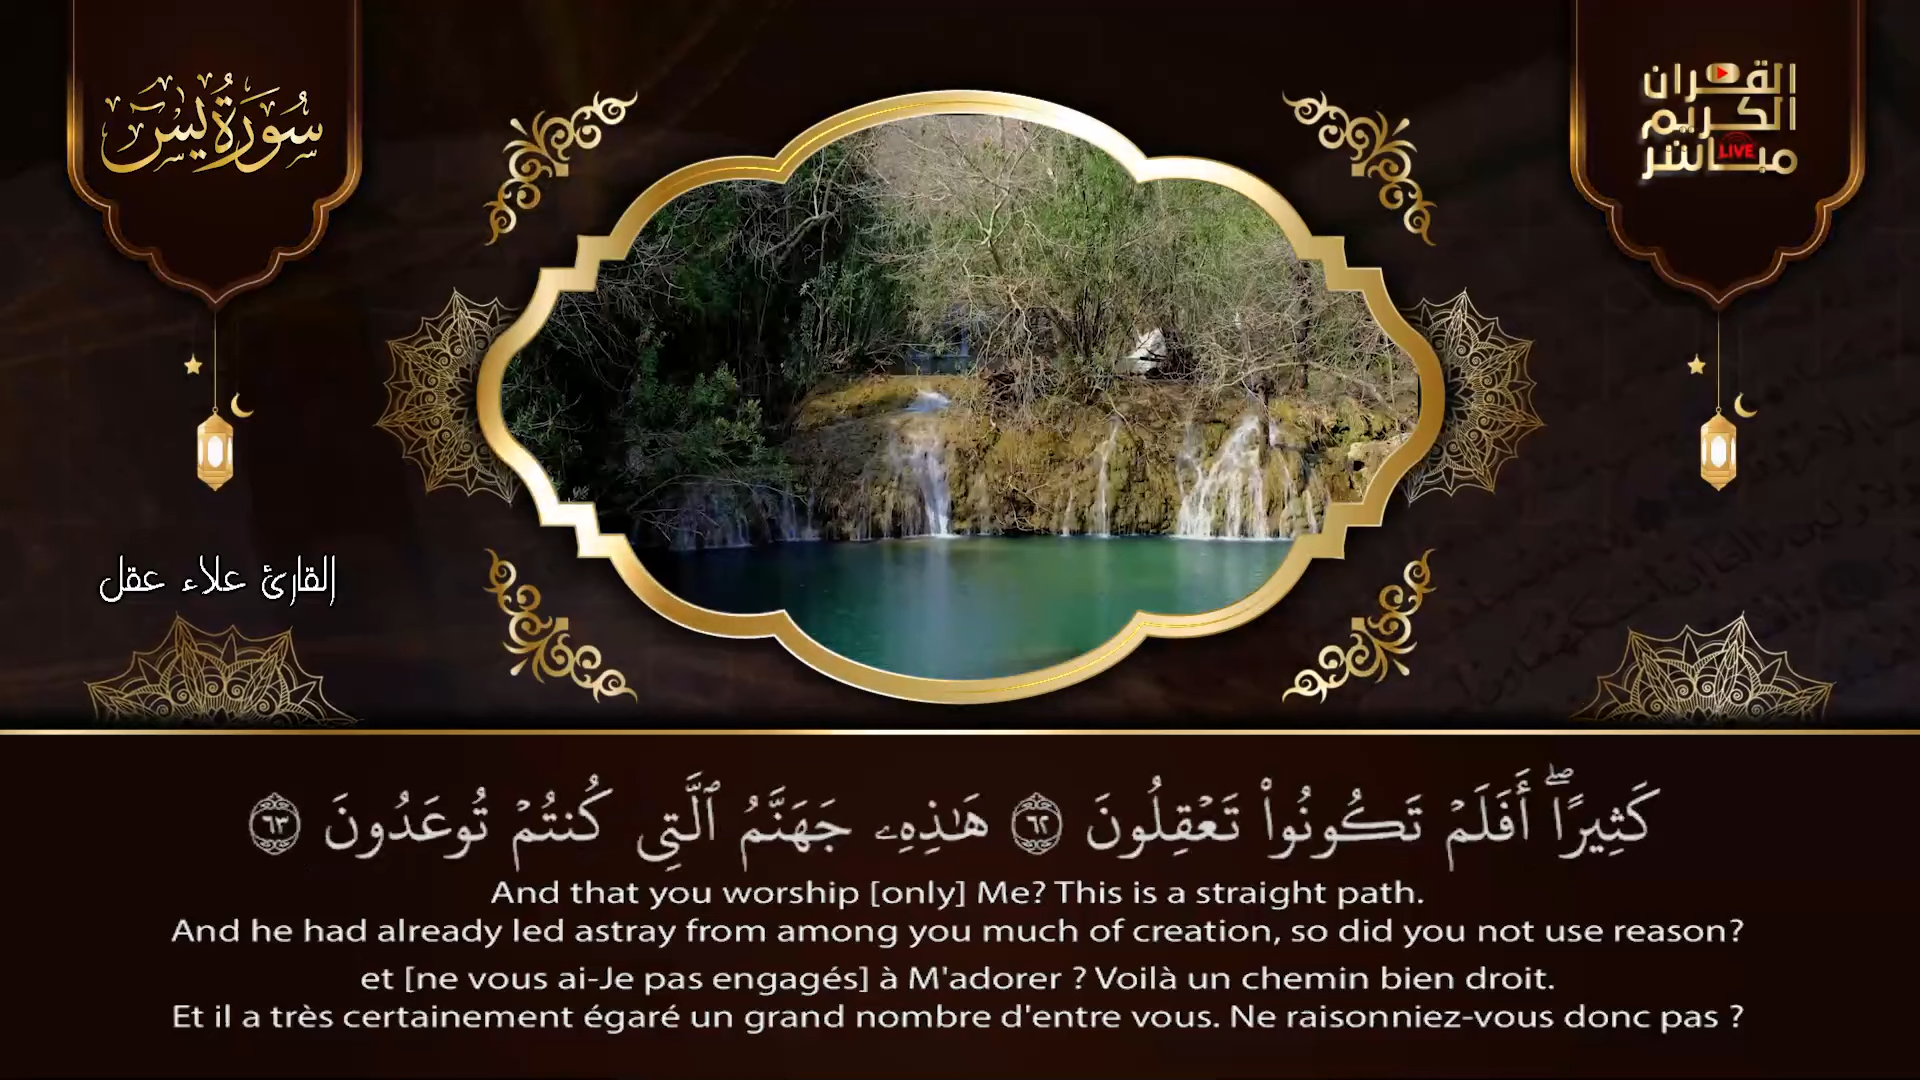 سُورَةُ يس
القرآن
الكريم
مباشر
LIVE
القارئ علاء عقل
كَثِيرًاۖ أَفَلَمۡ تَكُونُواْ تَعۡقِلُونَ ٦٢ هَٰذِهِۦ جَهَنَّمُ ٱلَّتِي كُنتُمۡ تُوعَدُونَ ٦٣
And that you worship [only] Me? This is a straight path.
And he had already led astray from among you much of creation, so did you not use reason?
et [ne vous ai-Je pas engagés] à M'adorer ? Voilà un chemin bien droit.
Et il a très certainement égaré un grand nombre d'entre vous. Ne raisonniez-vous donc pas ?